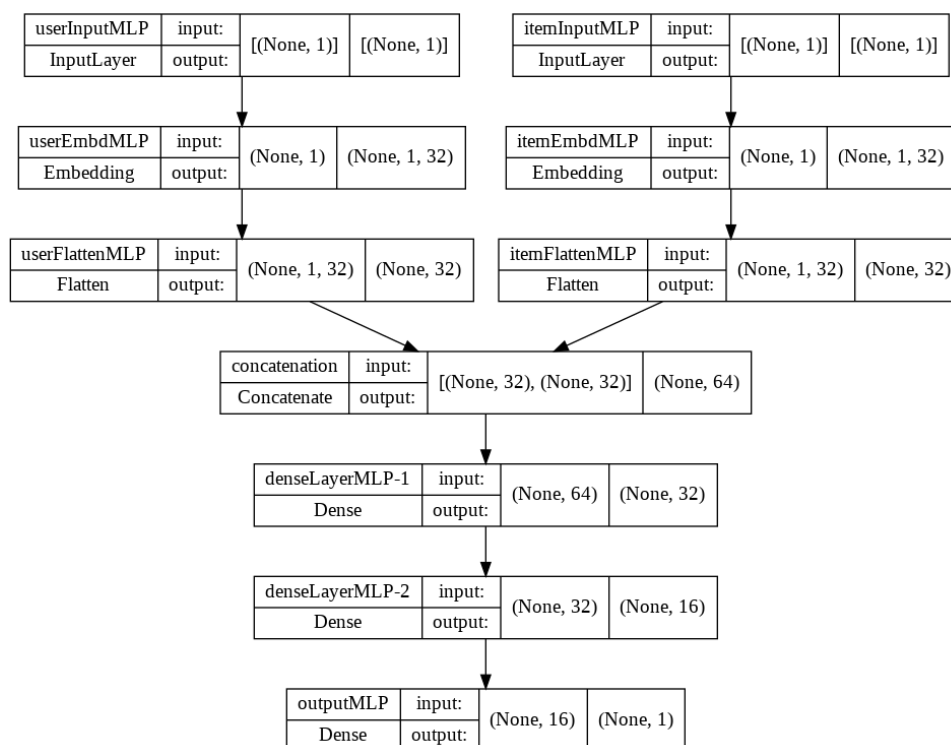 userInputMLP input: [(None, 1)] [(None, 1)]
InputLayer output:
itemInputMLP input: [(None, 1)] [(None, 1)]
InputLayer output:
userEmbdMLP input: (None, 1) (None, 1, 32)
Embedding output:
itemEmbdMLP input: (None, 1) (None, 1, 32)
Embedding output:
userFlattenMLP input: (None, 1, 32) (None, 32)
Flatten output:
itemFlattenMLP input: (None, 1, 32) (None, 32)
Flatten output:
concatenation input: [(None, 32), (None, 32)] (None, 64)
Concatenate output:
denseLayerMLP-1 input: (None, 64) (None, 32)
Dense output:
denseLayerMLP-2 input: (None, 32) (None, 16)
Dense output:
outputMLP input: (None, 16) (None, 1)
Dense output: